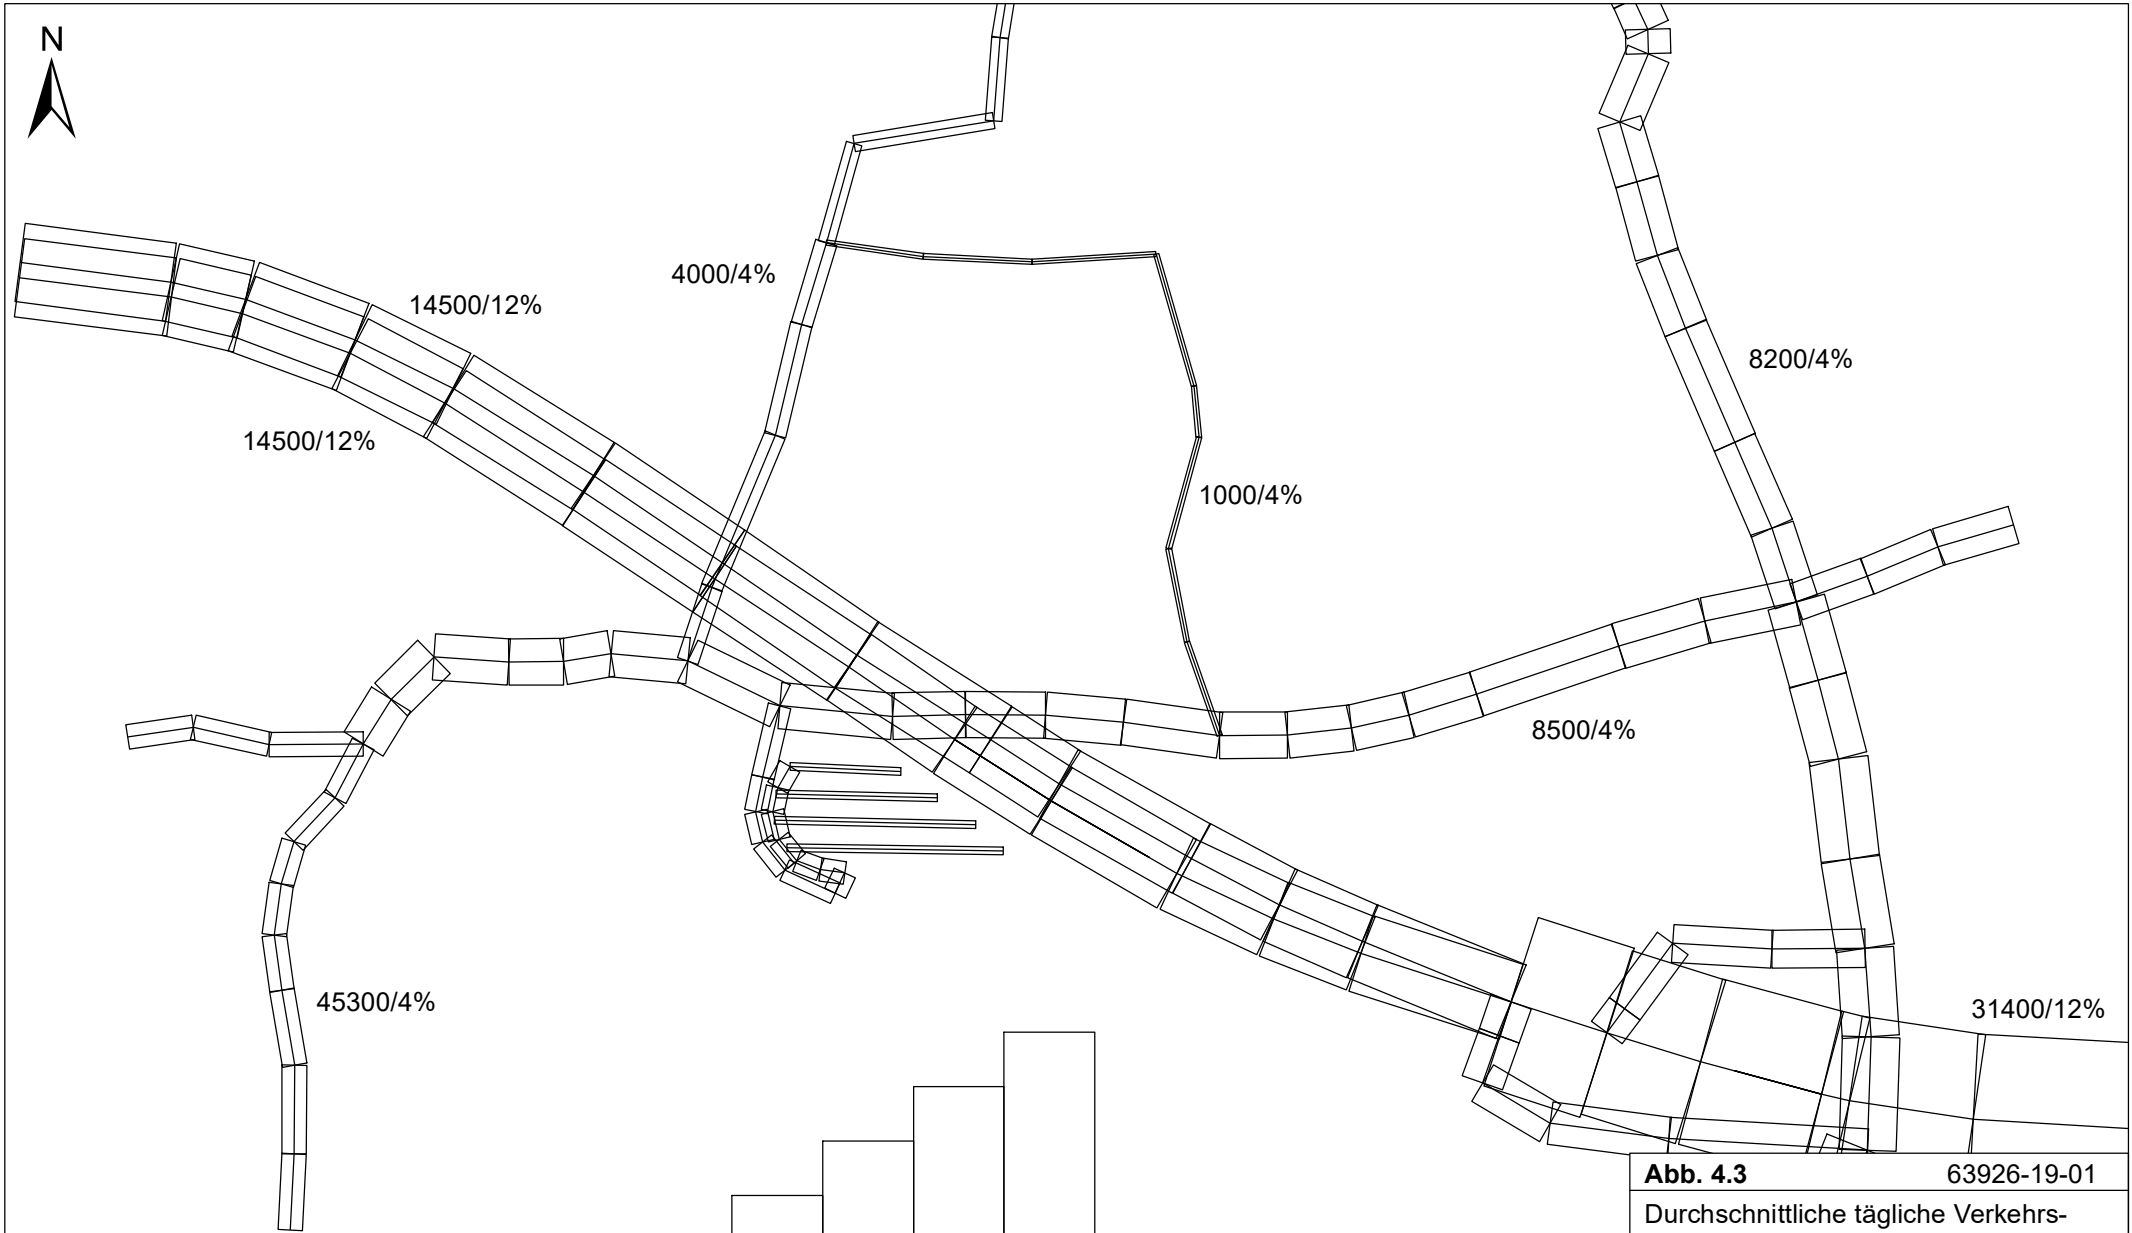 N
4000/4%
14500/12%
8200/4%
14500/12%
1000/4%
8500/4%
45300/4%
31400/12%
Abb. 4.3 63926-19-01
Durchschnittliche tägliche Verkehrs-